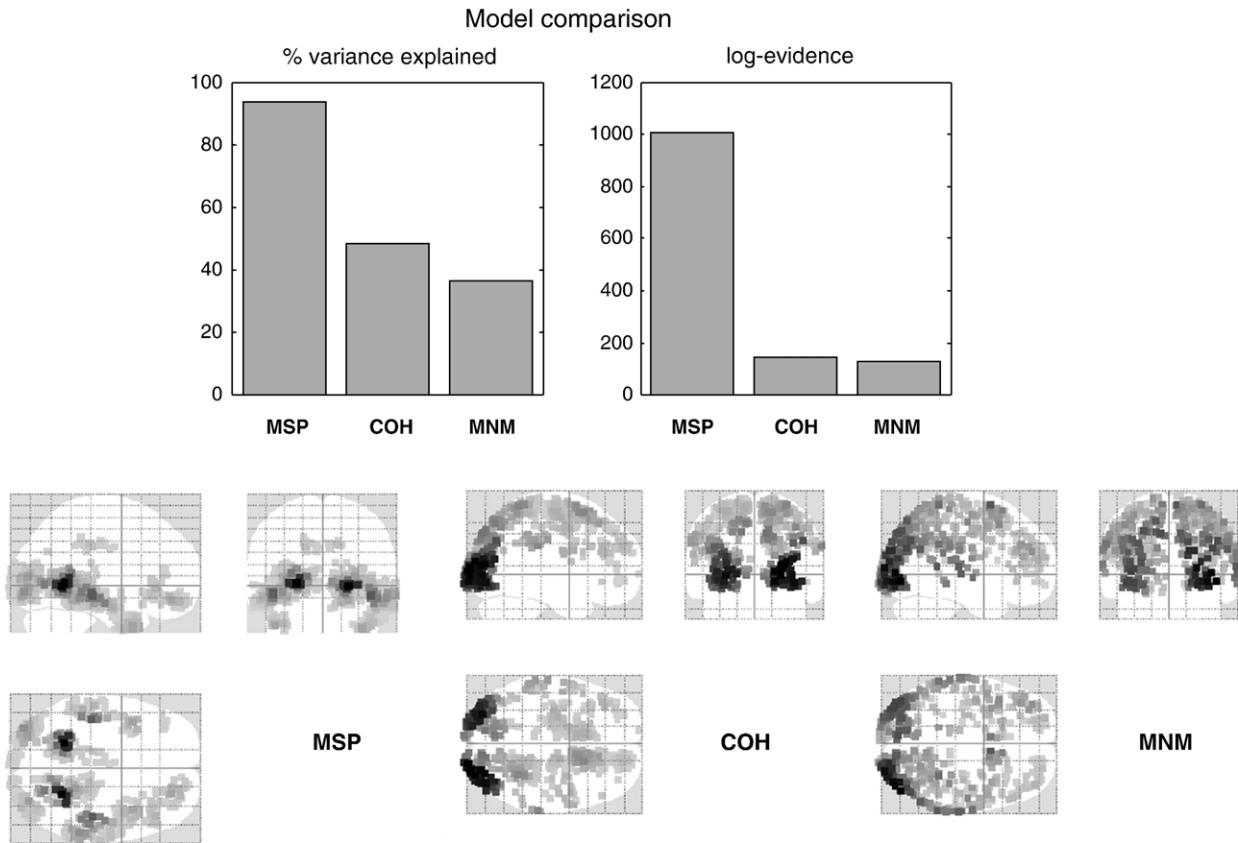 Model comparison
% variance explained
log-evidence
100
80
60
40
20
0
MSP COH MNM
1200
1000
800
600
400
200
0
MSP COH MNM
MSP
COH
MNM